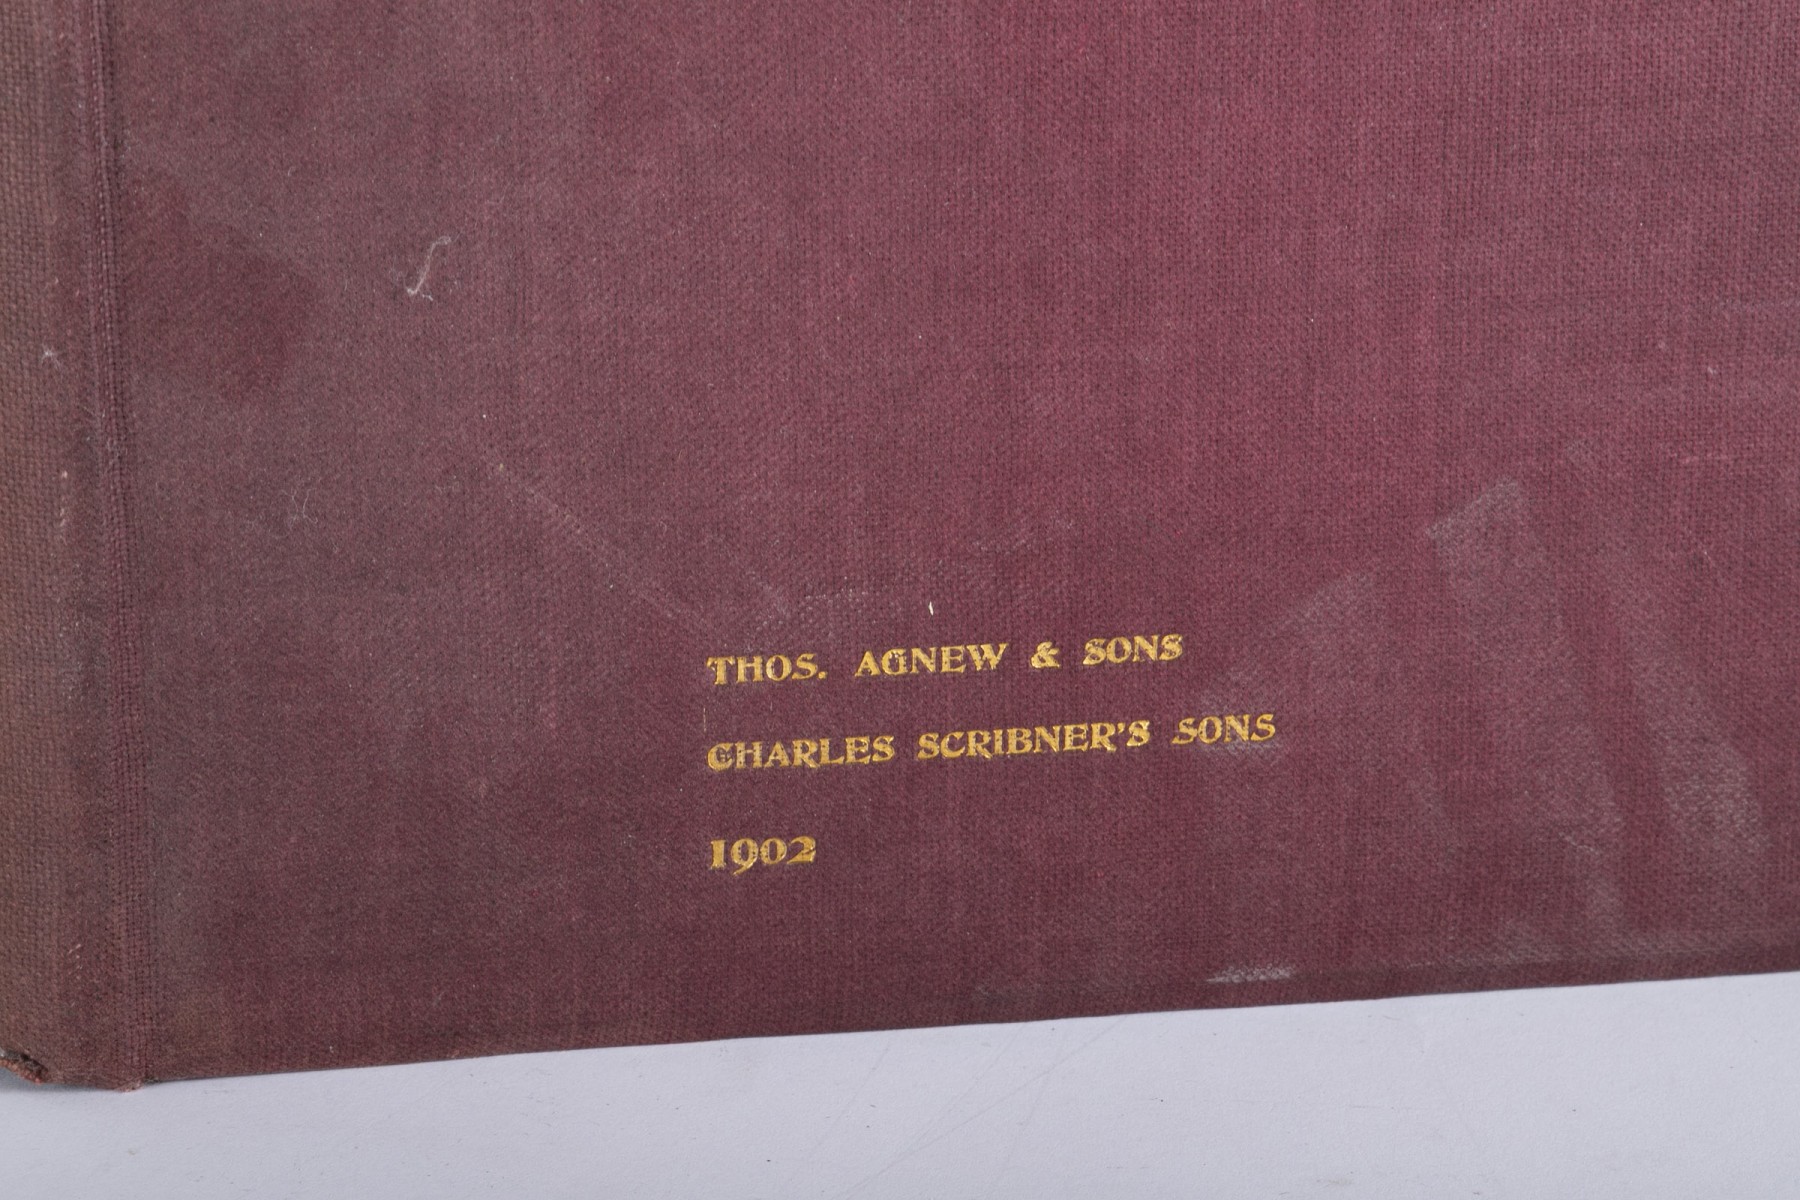 THOS. AGNEW & SONS
CHARLES SCRIBNER'S SONS
1902